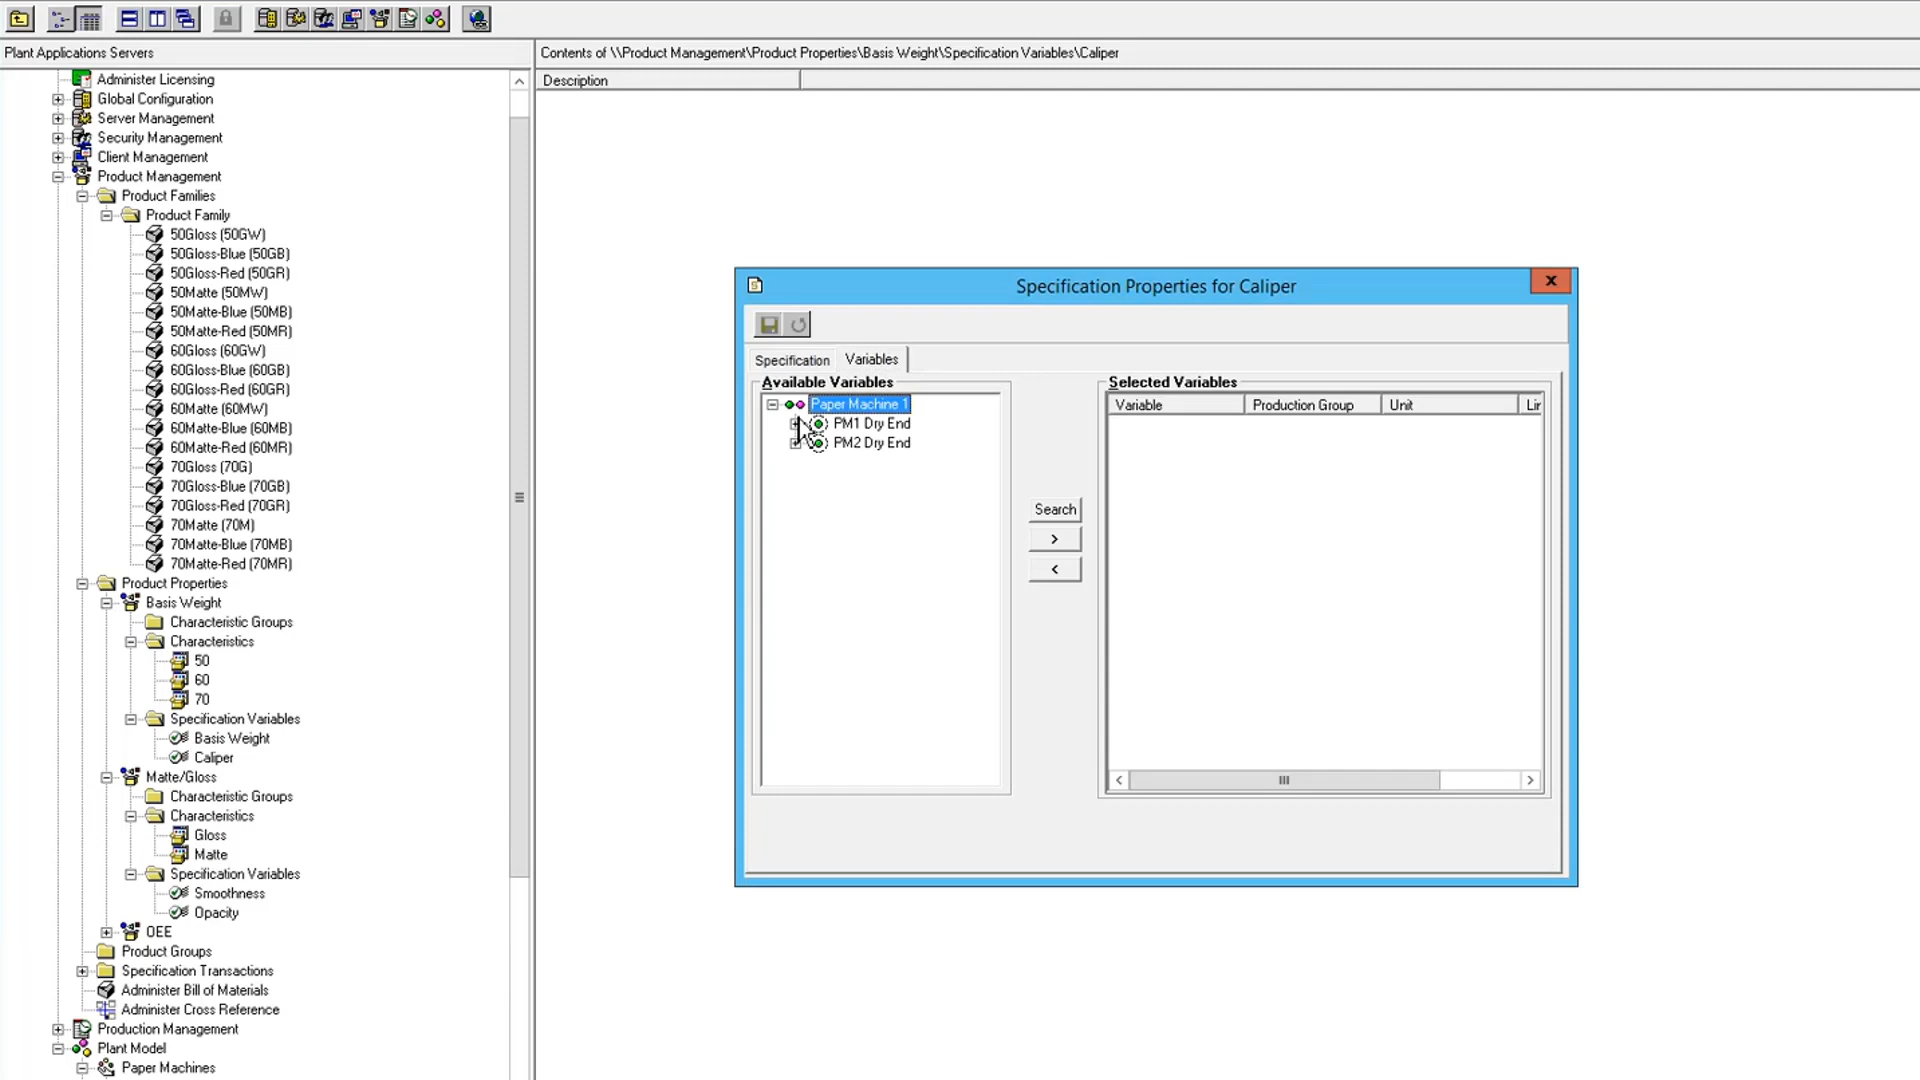 Plant Applications Servers
Contents of \\Product Management\Product Properties\Basis Weight\Specification Variables\Caliper
Description
Administer Licensing
Global Configuration
Server Management
Security Management
Client Management
Product Management
Product Families
Product Family
50Gloss (50GW)
50Gloss-Blue (50GB)
50Gloss-Red (50GR)
50Matte (50MW)
50Matte-Blue (50MB)
50Matte-Red (50MR)
60Gloss (60GW)
60Gloss-Blue (60GB)
60Gloss-Red (60GR)
60Matte (60MW)
60Matte-Blue (60MB)
60Matte-Red (60MR)
70Gloss (70G)
70Gloss-Blue (70GB)
70Gloss-Red (70GR)
70Matte (70M)
70Matte-Blue (70MB)
70Matte-Red (70MR)
Product Properties
Basis Weight
Characteristic Groups
Characteristics
50
60
70
Specification Variables
Basis Weight
Caliper
Matte/Gloss
Characteristic Groups
Characteristics
Gloss
Matte
Specification Variables
Smoothness
Opacity
OEE
Product Groups
Specification Transactions
Administer Bill of Materials
Administer Cross Reference
Production Management
Plant Model
Paper Machines
Specification Properties for Caliper
Specification Variables
Available Variables
Paper Machine 1
PM1 Dry End
PM2 Dry End
Search
>
<
Selected Variables
Variable Production Group Unit Lir